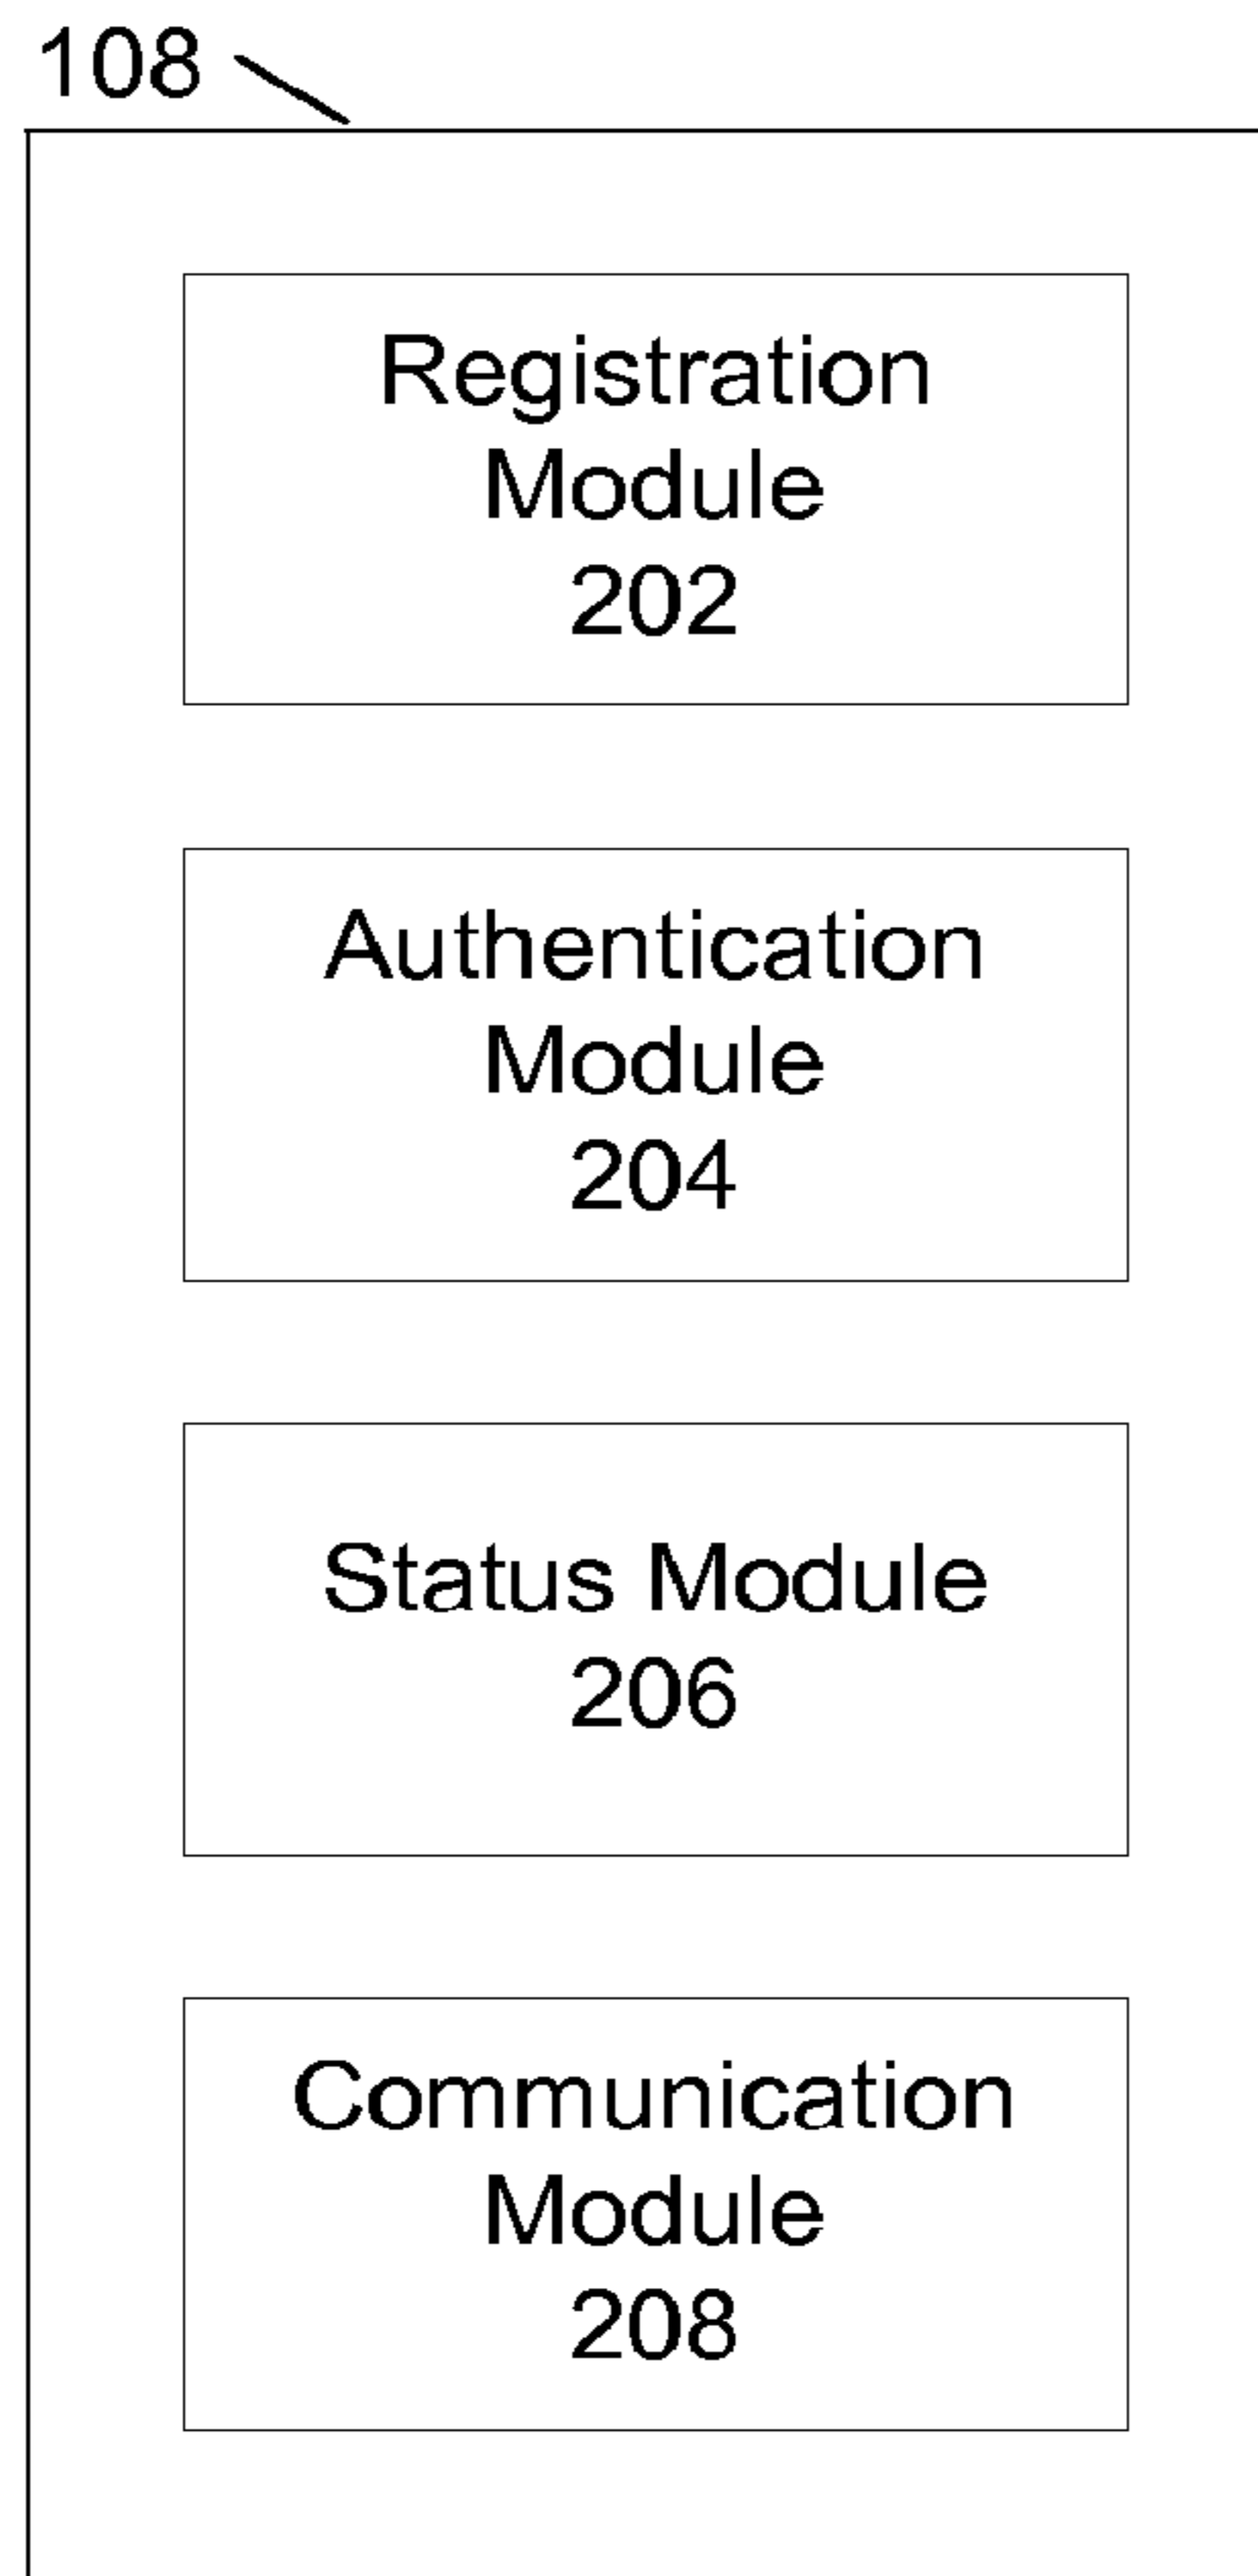 108
Registration
Module
202
Authentication
Module
204
Status Module
206
Communication
Module
208